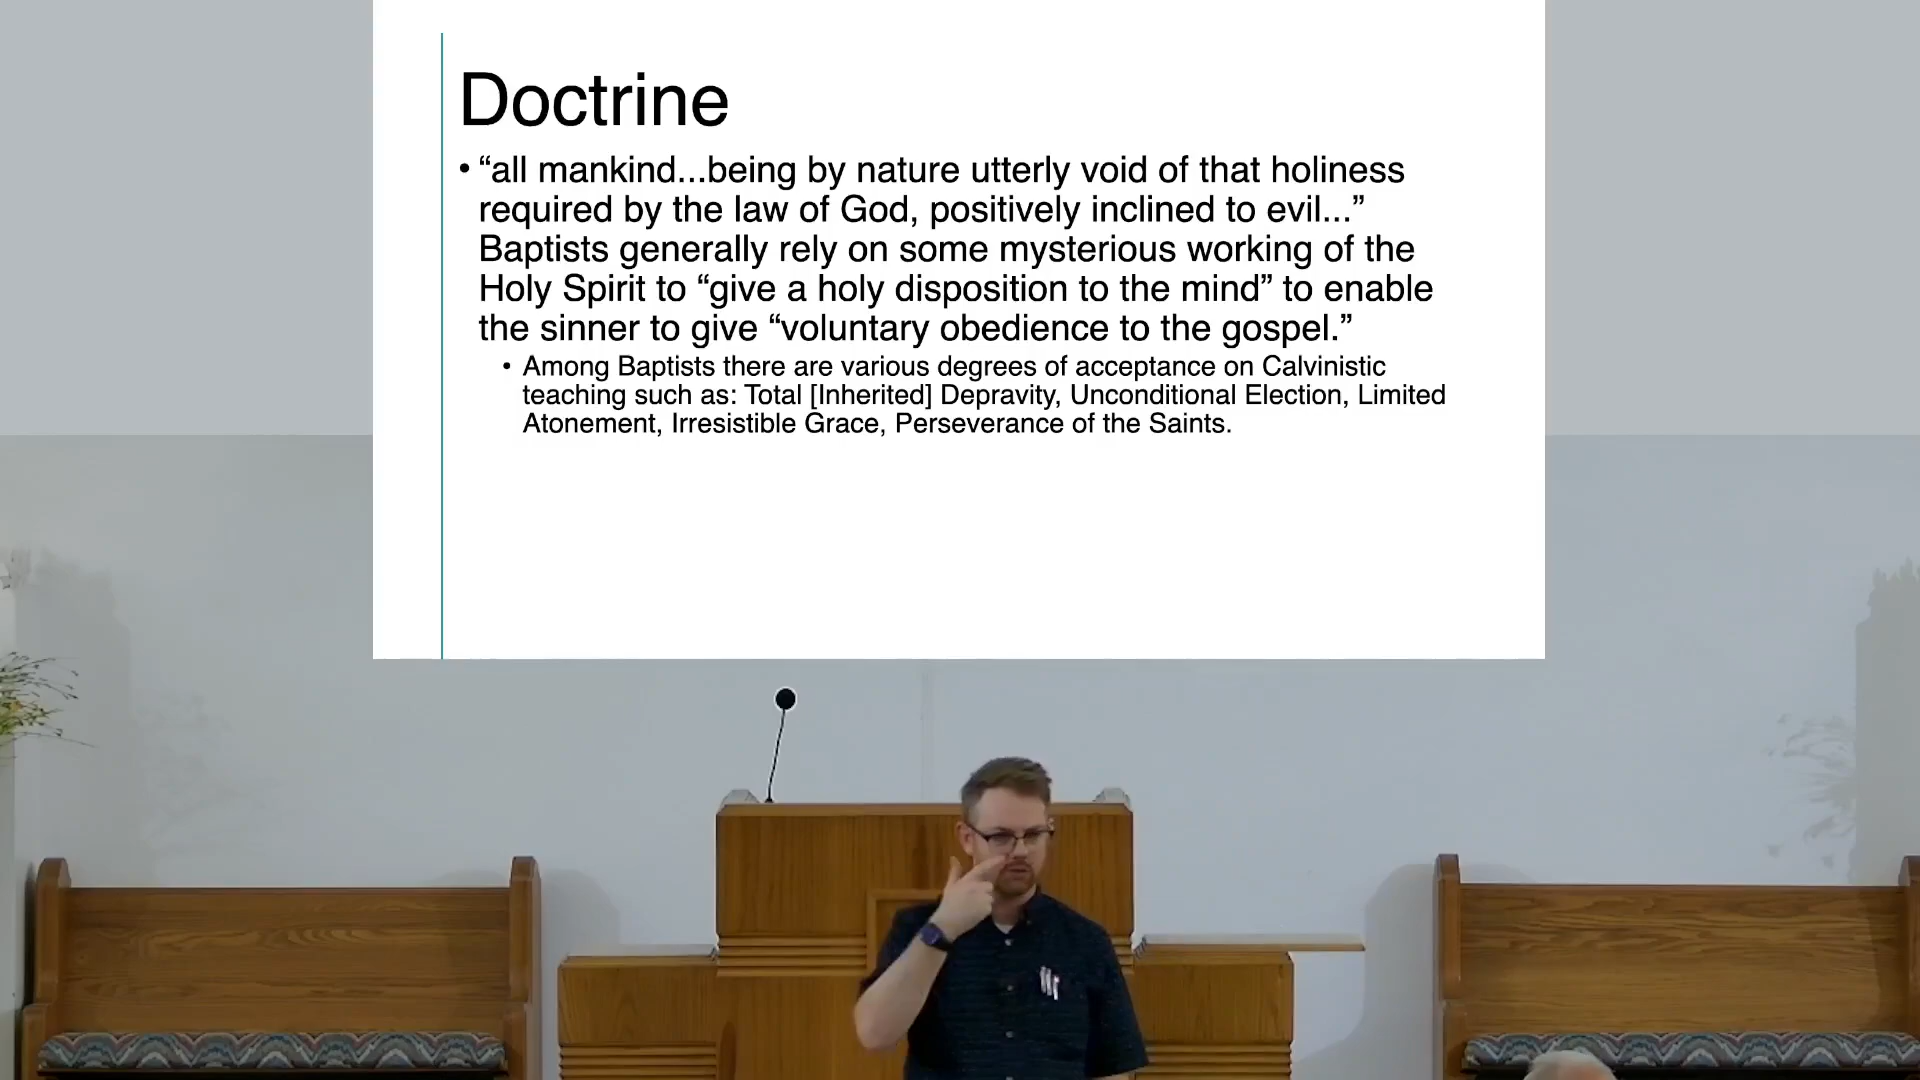 Doctrine
• “all mankind...being by nature utterly void of that holiness
required by the law of God, positively inclined to evil...”
Baptists generally rely on some mysterious working of the
Holy Spirit to “give a holy disposition to the mind” to enable
the sinner to give “voluntary obedience to the gospel.”
• Among Baptists there are various degrees of acceptance on Calvinistic
teaching such as: Total [Inherited] Depravity, Unconditional Election, Limited
Atonement, Irresistible Grace, Perseverance of the Saints.